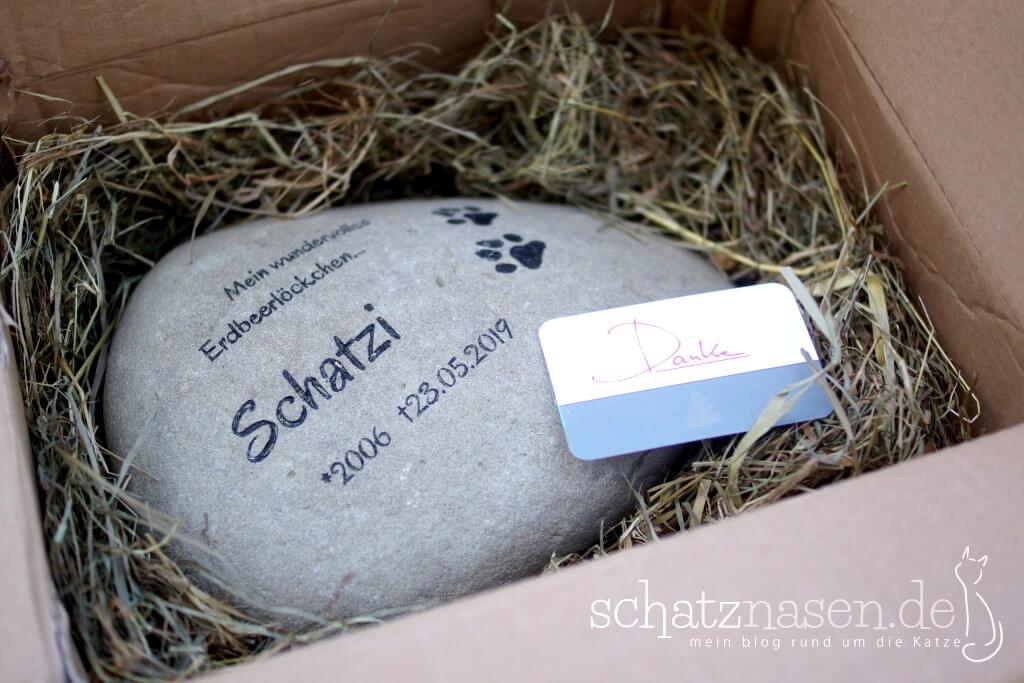 Mein wundervolles
Erdbeerlöckchen...
Schatzi
*2006 †23.05.2019
Danke
schatznasen.de
mein blog rund um die Katze